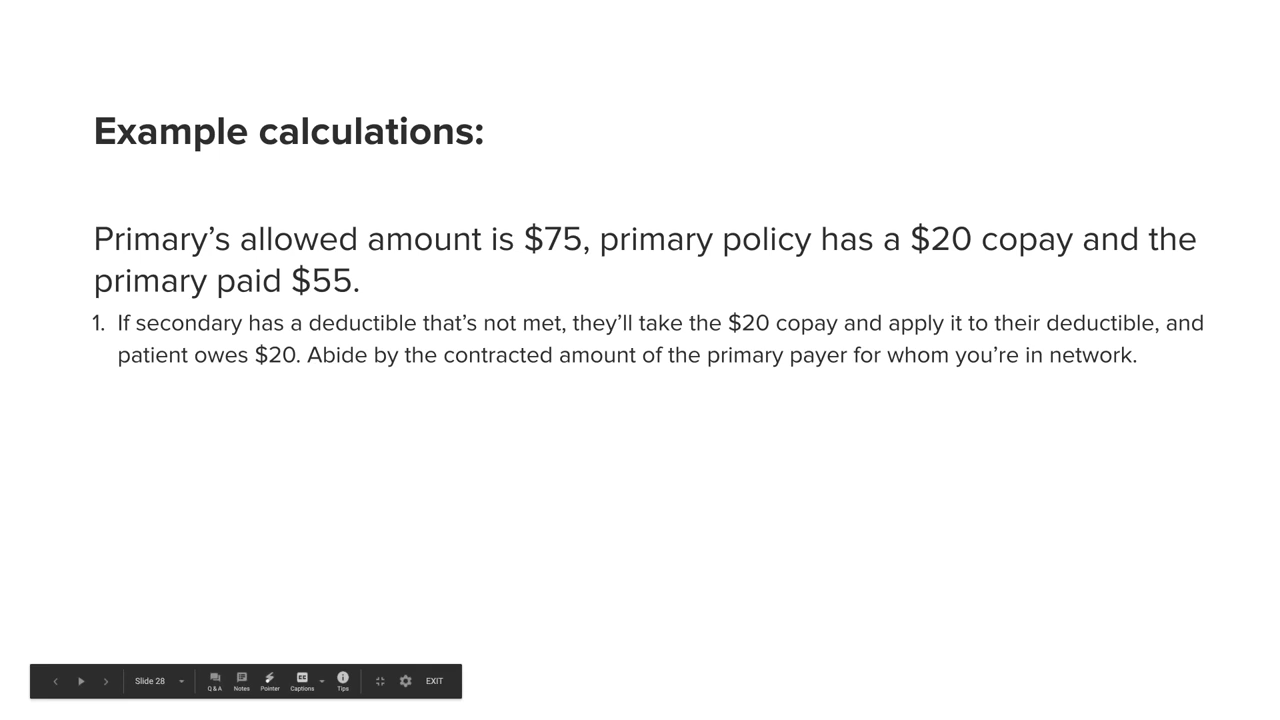 Example calculations:
Primary’s allowed amount is $75, primary policy has a $20 copay and the
primary paid $55.
1. If secondary has a deductible that’s not met, they’ll take the $20 copay and apply it to their deductible, and
patient owes $20. Abide by the contracted amount of the primary payer for whom you’re in network.
Slide 28
Q & A
Notes
Pointer
CC
Captions
Tips
EXIT